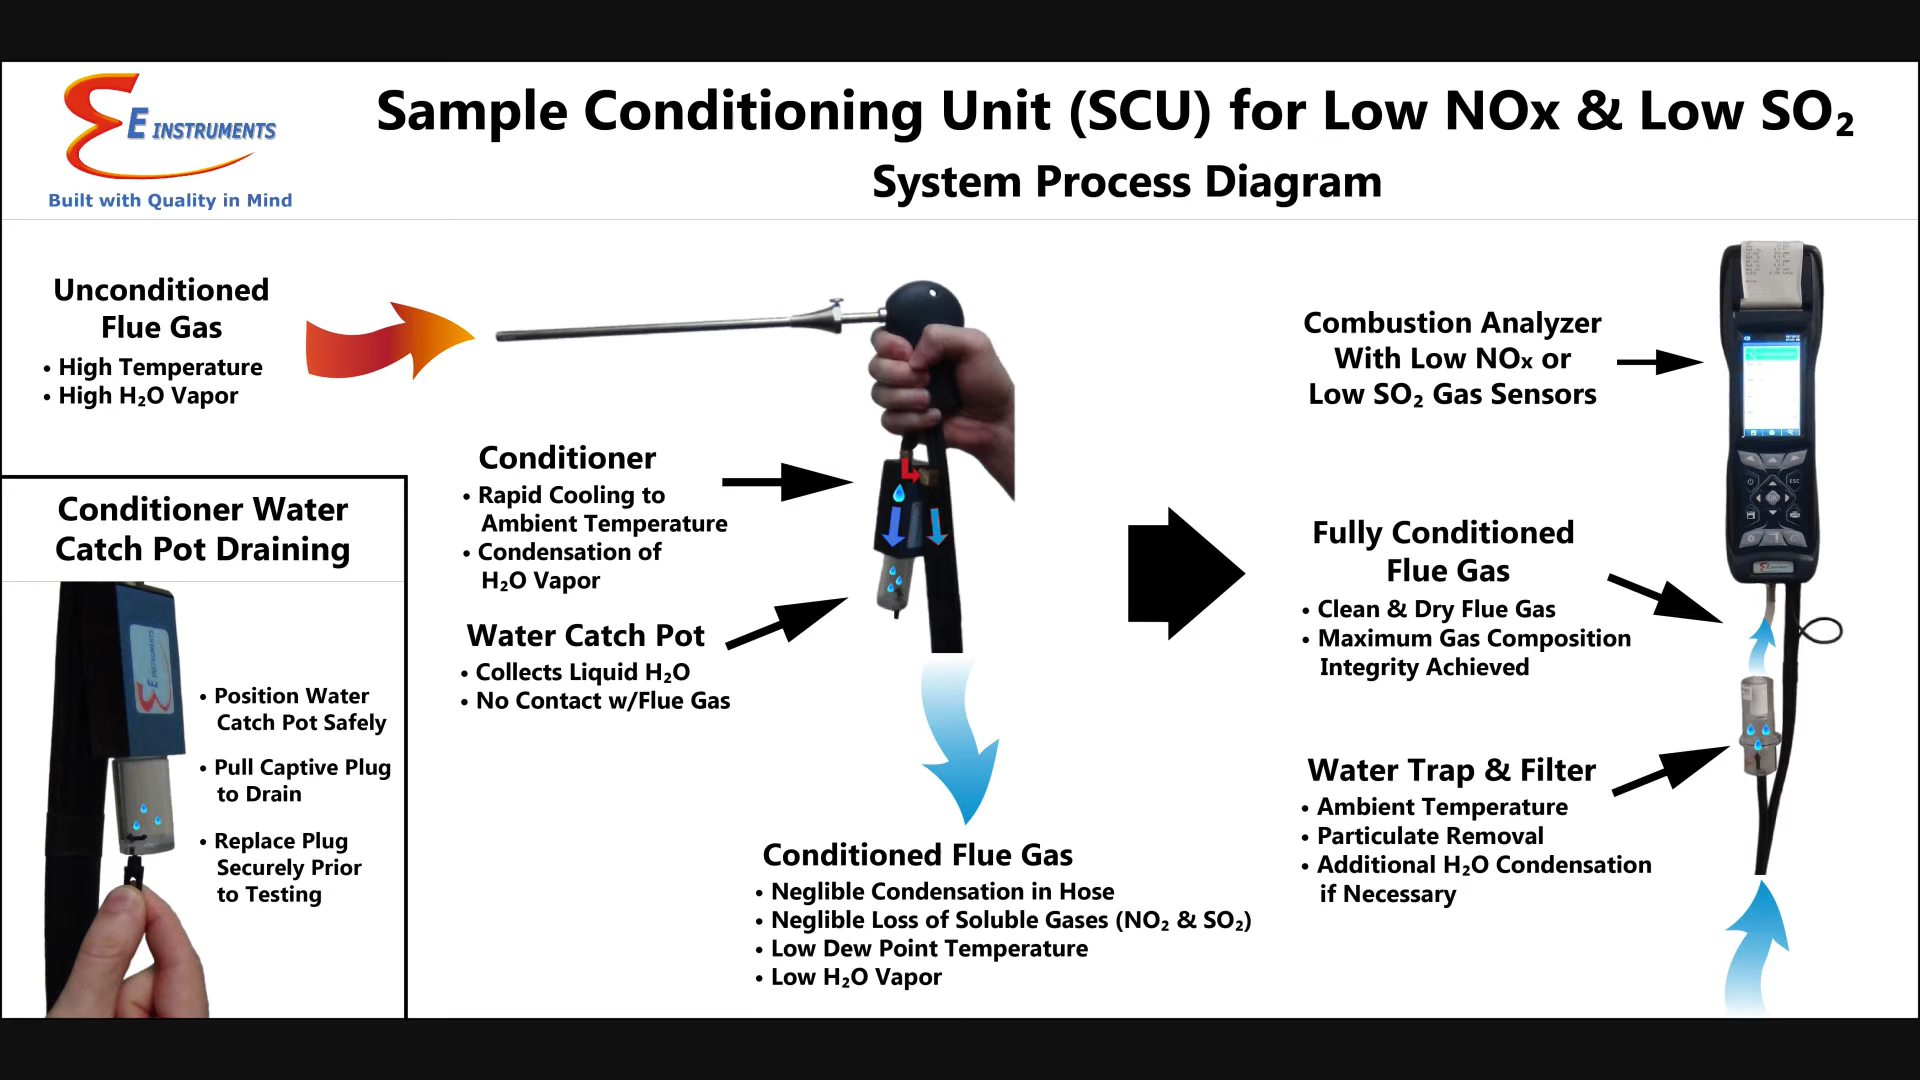 E INSTRUMENTS
Built with Quality in Mind
Sample Conditioning Unit (SCU) for Low NOx & Low SO₂
System Process Diagram
Unconditioned
Flue Gas
• High Temperature
• High H₂O Vapor
Conditioner Water
Catch Pot Draining
E INSTRUMENTS
• Position Water
Catch Pot Safely
• Pull Captive Plug
to Drain
• Replace Plug
Securely Prior
to Testing
Conditioner
• Rapid Cooling to
Ambient Temperature
• Condensation of
H₂O Vapor
Water Catch Pot
• Collects Liquid H₂O
• No Contact w/Flue Gas
Conditioned Flue Gas
• Neglible Condensation in Hose
• Neglible Loss of Soluble Gases (NO₂ & SO₂)
• Low Dew Point Temperature
• Low H₂O Vapor
Combustion Analyzer
With Low NOx or
Low SO₂ Gas Sensors
ESC
OK
Fully Conditioned
Flue Gas
• Clean & Dry Flue Gas
• Maximum Gas Composition
Integrity Achieved
Water Trap & Filter
• Ambient Temperature
• Particulate Removal
• Additional H₂O Condensation
if Necessary